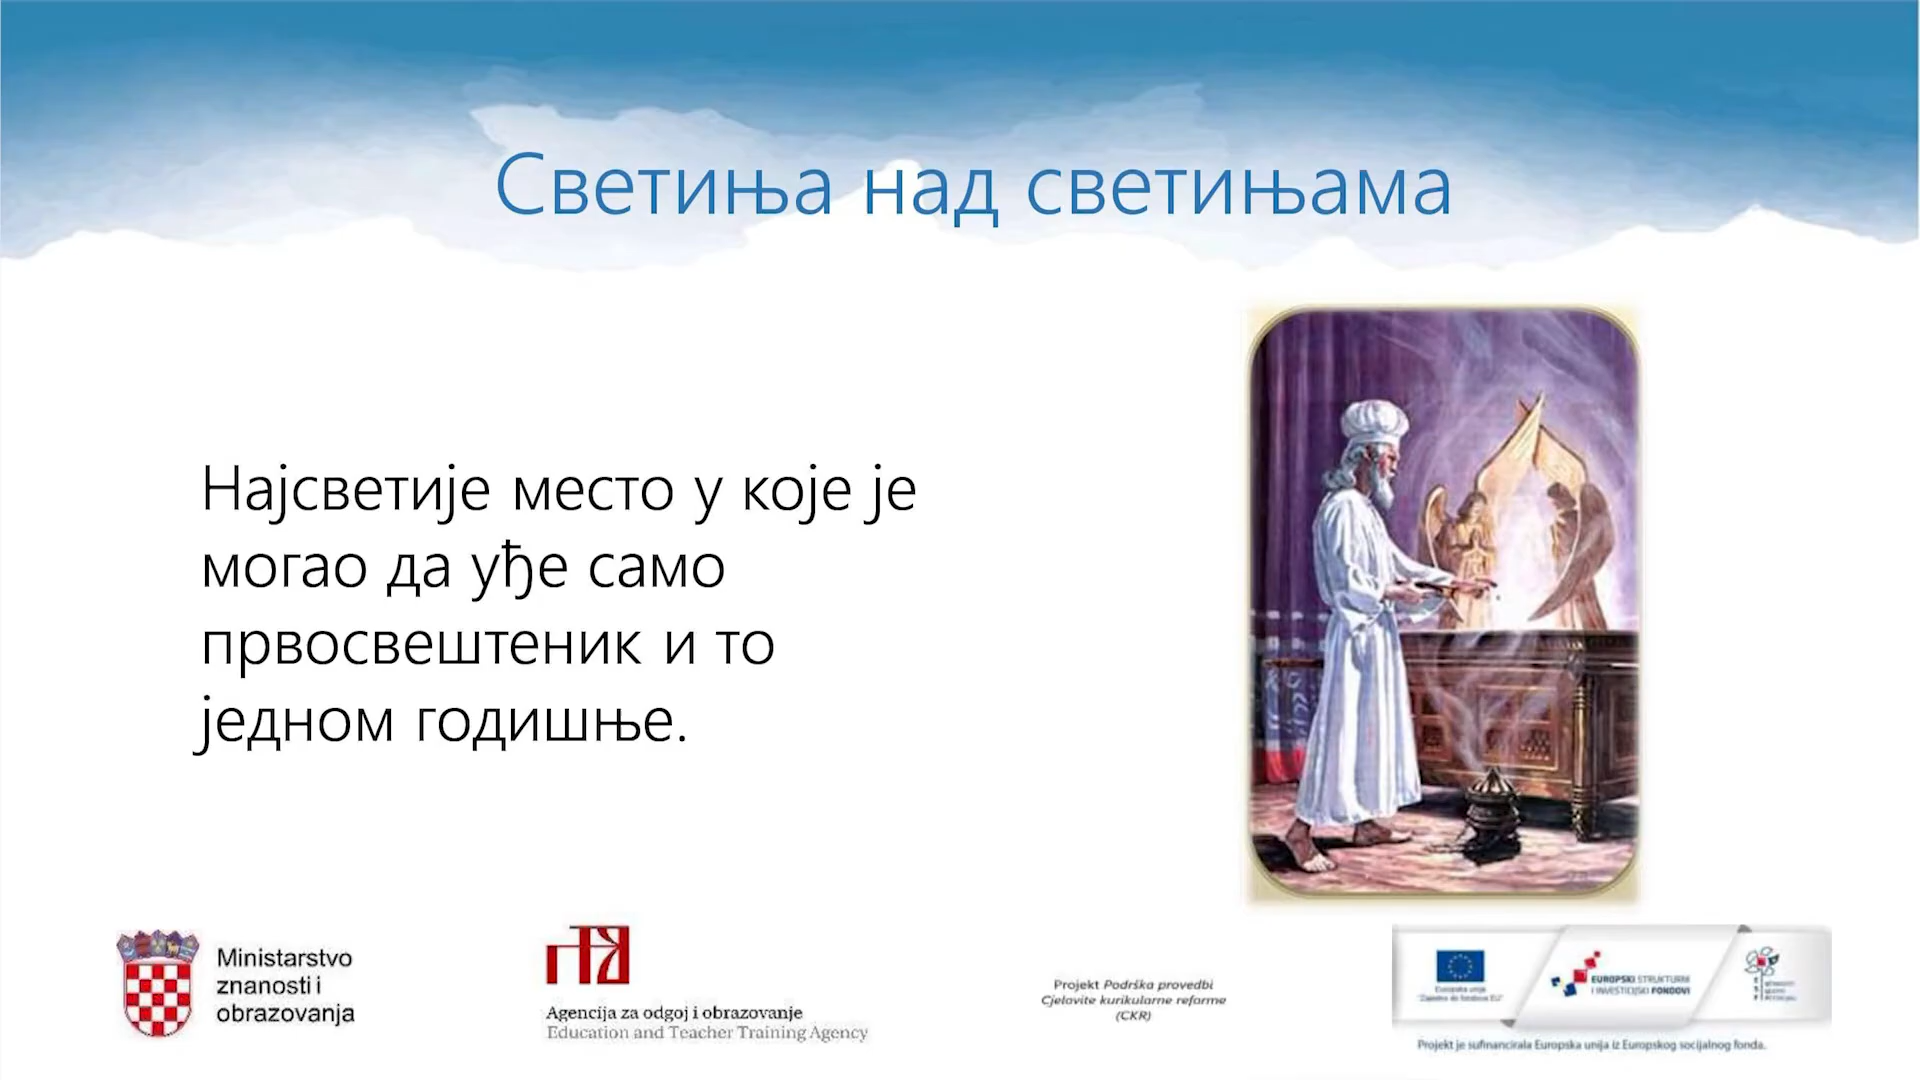 Светиња над светињама
Најсветије место у које је
могао да уђе само
првосвештеник и то
једном годишње.
Ministarstvo
znanosti i
obrazovanja
Agencija za odgoj i obrazovanje
Education and Teacher Training Agency
Projekt Podrška provedbi
Cjelovite kurikularne reforme
(CKR)
EUROPSKI STRUKTURNI
I INVESTICIJSKI FONDOVI
Projekt je sufinancirala Europska unija iz Europskog socijalnog fonda.